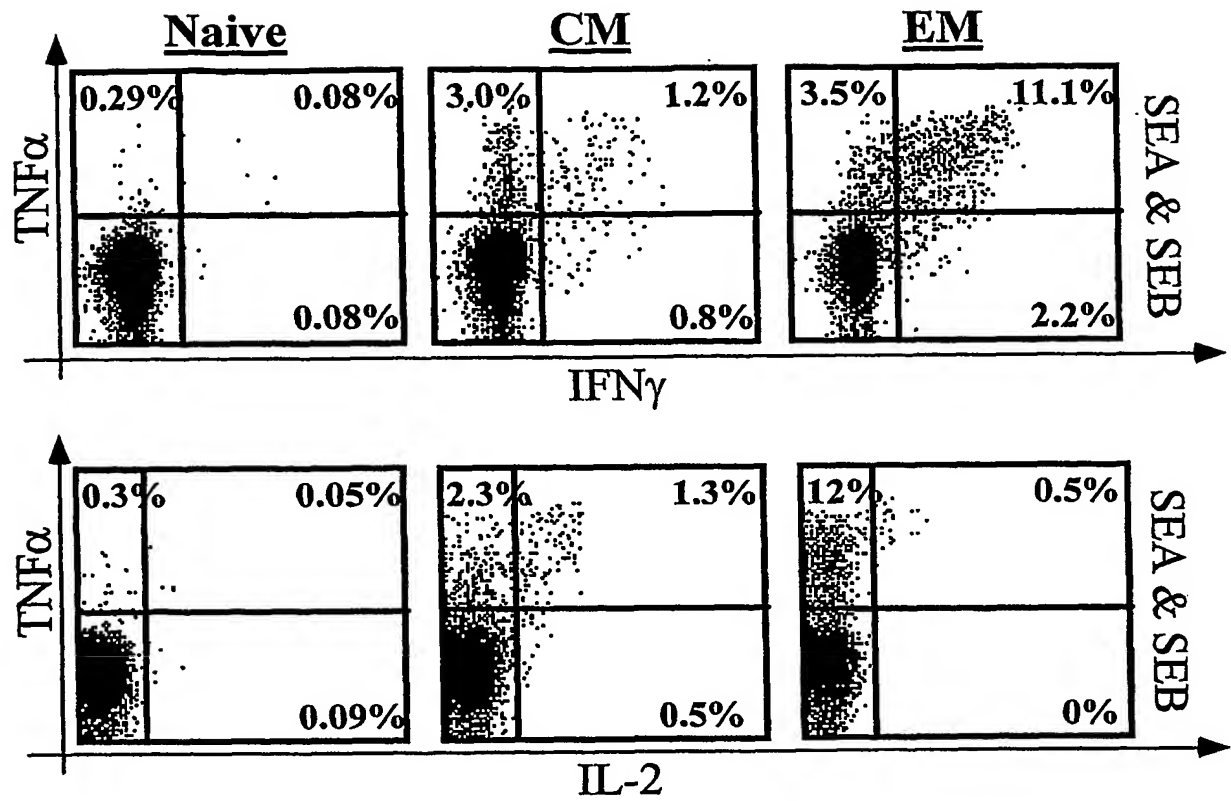 Naive CM EM
0.29% 0.08% 3.0% 1.2% 3.5% 11.1%
TNFα
SEA & SEB
0.08% 0.8% 2.2%
IFNγ
0.3% 0.05% 2.3% 1.3% 12% 0.5%
TNFα
SEA & SEB
0.09% 0.5% 0%
IL-2